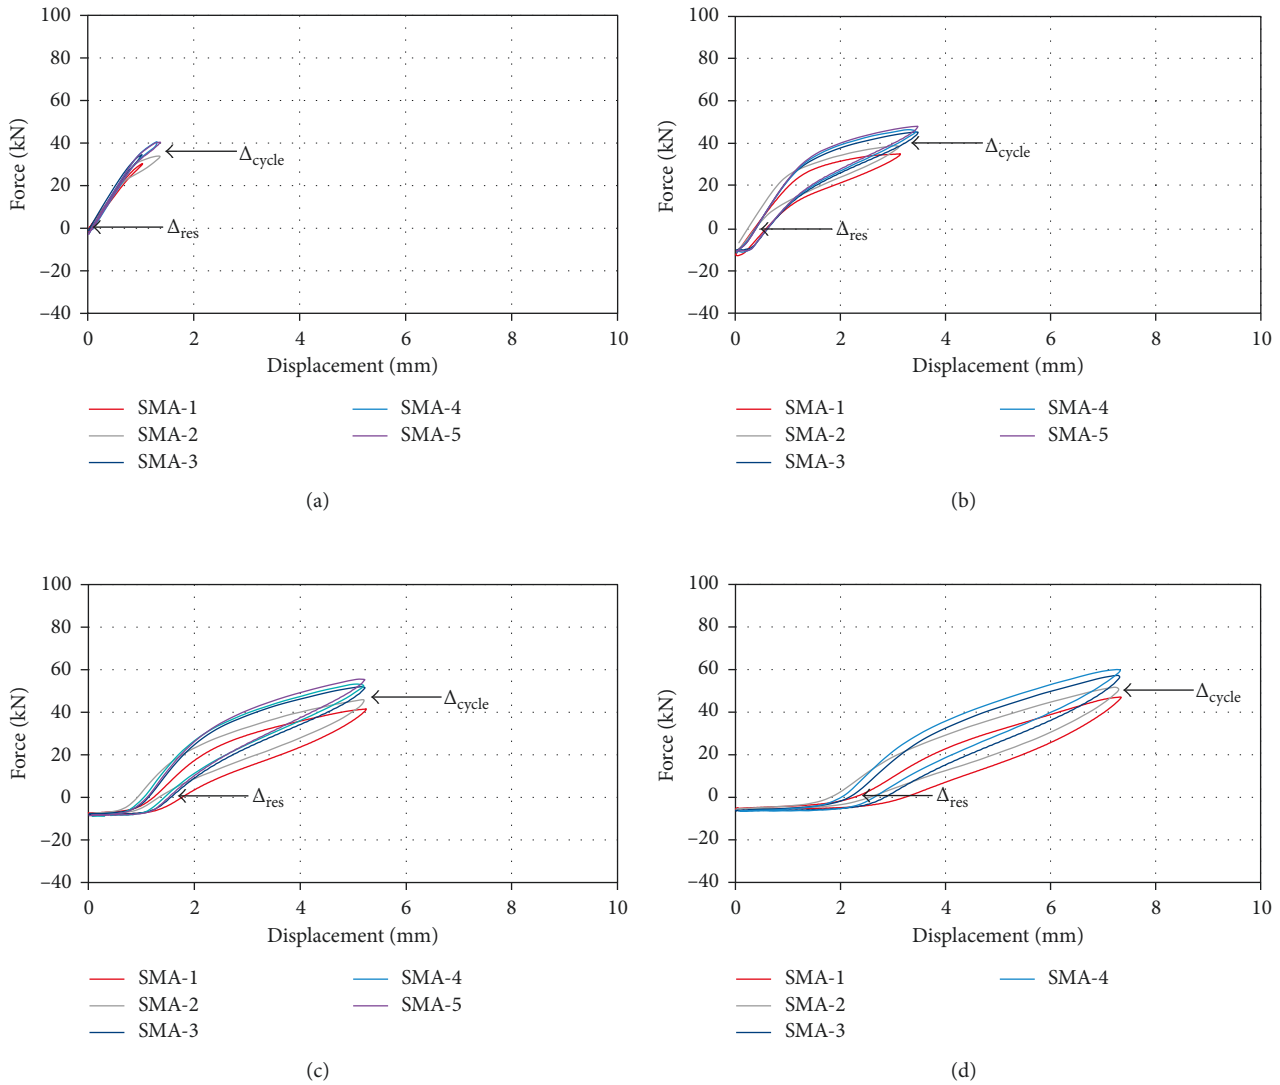 100
80
60
40
20
0
−20
−40
Force (kN)
Δcycle
Δres
0 2 4 6 8 10
Displacement (mm)
SMA-1 SMA-4
SMA-2 SMA-5
SMA-3
(a)
100
80
60
40
20
0
−20
−40
Force (kN)
Δcycle
Δres
0 2 4 6 8 10
Displacement (mm)
SMA-1 SMA-4
SMA-2 SMA-5
SMA-3
(b)
100
80
60
40
20
0
−20
−40
Force (kN)
Δcycle
Δres
0 2 4 6 8 10
Displacement (mm)
SMA-1 SMA-4
SMA-2 SMA-5
SMA-3
(c)
100
80
60
40
20
0
−20
−40
Force (kN)
Δcycle
Δres
0 2 4 6 8 10
Displacement (mm)
SMA-1 SMA-4
SMA-2
SMA-3
(d)